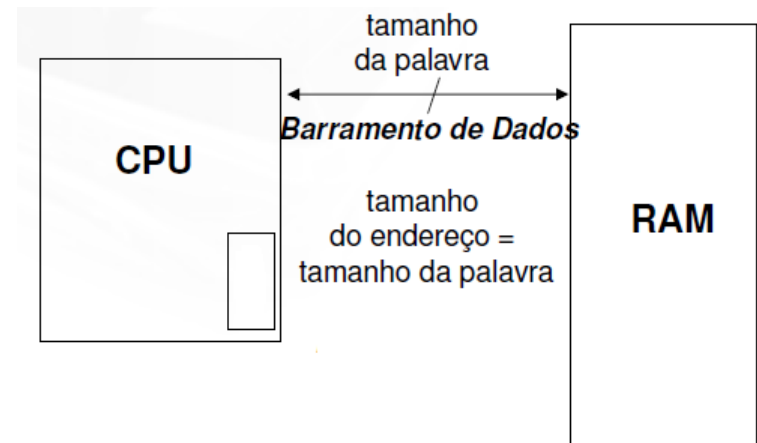 tamanho
da palavra
Barramento de Dados
CPU
tamanho
do endereço =
tamanho da palavra
RAM